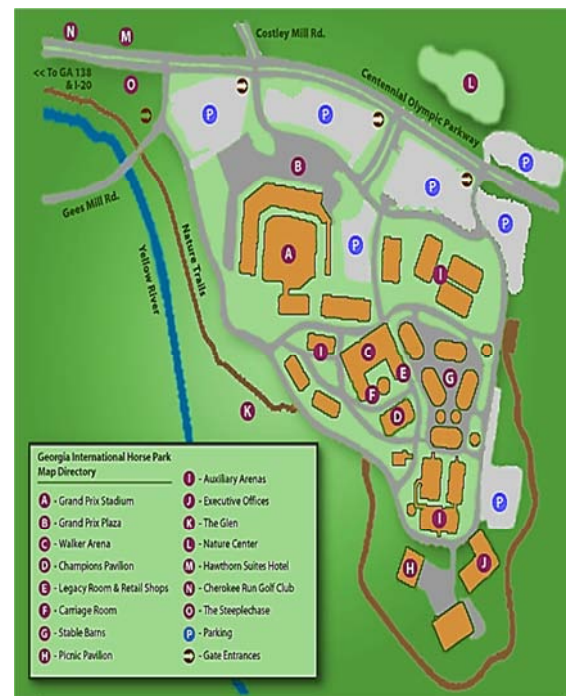 N
M
Costley Mill Rd.
<< To GA 138
& I-20
O
Centennial Olympic Parkway
L
P
P
P
P
P
P
B
Gees Mill Rd.
Nature Trails
Yellow River
A
I
I
C
E
G
F
D
K
I
P
H
J
Georgia International Horse Park
Map Directory
A - Grand Prix Stadium
B - Grand Prix Plaza
C - Walker Arena
D - Champions Pavilion
E - Legacy Room & Retail Shops
F - Carriage Room
G - Stable Barns
H - Picnic Pavilion
I - Auxiliary Arenas
J - Executive Offices
K - The Glen
L - Nature Center
M - Hawthorn Suites Hotel
N - Cherokee Run Golf Club
O - The Steeplechase
P - Parking
- Gate Entrances